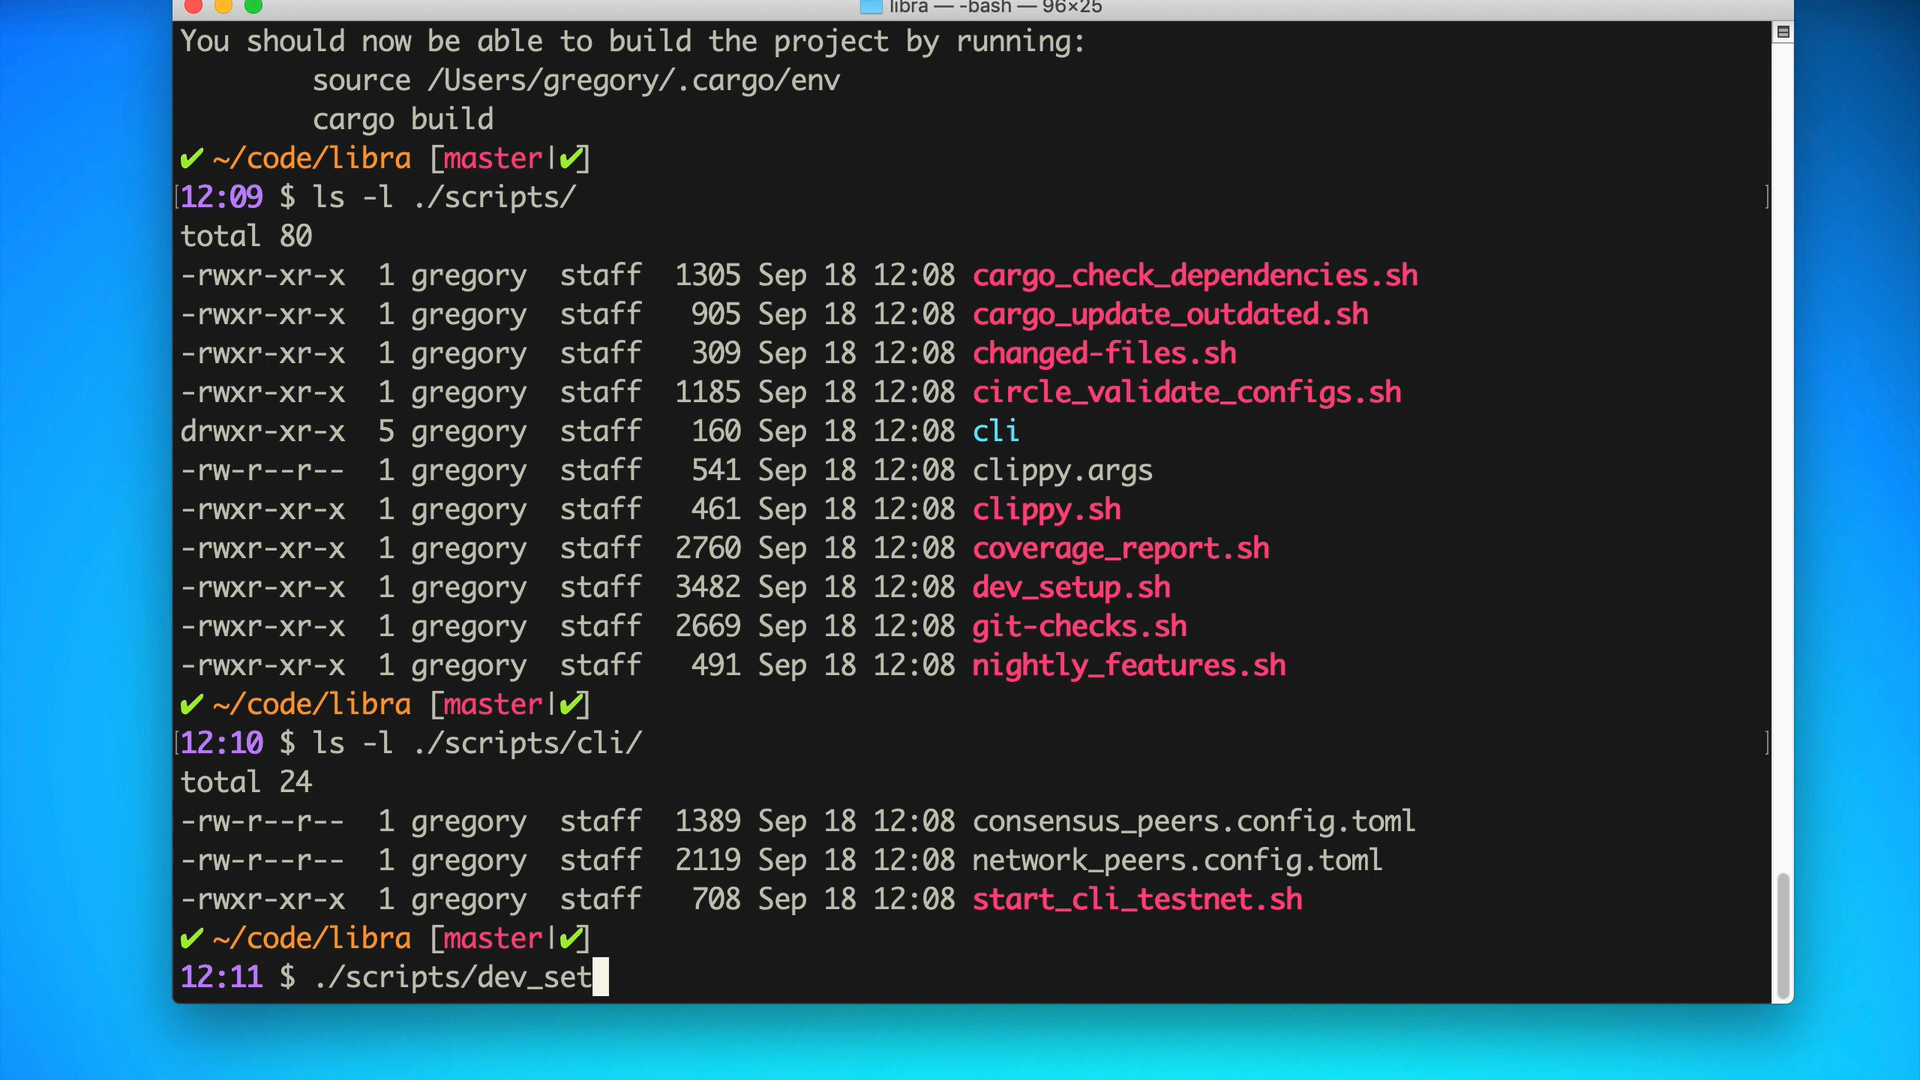 libra — -bash — 96×25
You should now be able to build the project by running:
source /Users/gregory/.cargo/env
cargo build
✔ ~/code/libra [master|✔]
[12:09 $ ls -l ./scripts/ ]
total 80
-rwxr-xr-x 1 gregory staff 1305 Sep 18 12:08 cargo_check_dependencies.sh
-rwxr-xr-x 1 gregory staff 905 Sep 18 12:08 cargo_update_outdated.sh
-rwxr-xr-x 1 gregory staff 309 Sep 18 12:08 changed-files.sh
-rwxr-xr-x 1 gregory staff 1185 Sep 18 12:08 circle_validate_configs.sh
drwxr-xr-x 5 gregory staff 160 Sep 18 12:08 cli
-rw-r--r-- 1 gregory staff 541 Sep 18 12:08 clippy.args
-rwxr-xr-x 1 gregory staff 461 Sep 18 12:08 clippy.sh
-rwxr-xr-x 1 gregory staff 2760 Sep 18 12:08 coverage_report.sh
-rwxr-xr-x 1 gregory staff 3482 Sep 18 12:08 dev_setup.sh
-rwxr-xr-x 1 gregory staff 2669 Sep 18 12:08 git-checks.sh
-rwxr-xr-x 1 gregory staff 491 Sep 18 12:08 nightly_features.sh
✔ ~/code/libra [master|✔]
[12:10 $ ls -l ./scripts/cli/ ]
total 24
-rw-r--r-- 1 gregory staff 1389 Sep 18 12:08 consensus_peers.config.toml
-rw-r--r-- 1 gregory staff 2119 Sep 18 12:08 network_peers.config.toml
-rwxr-xr-x 1 gregory staff 708 Sep 18 12:08 start_cli_testnet.sh
✔ ~/code/libra [master|✔]
12:11 $ ./scripts/dev_set